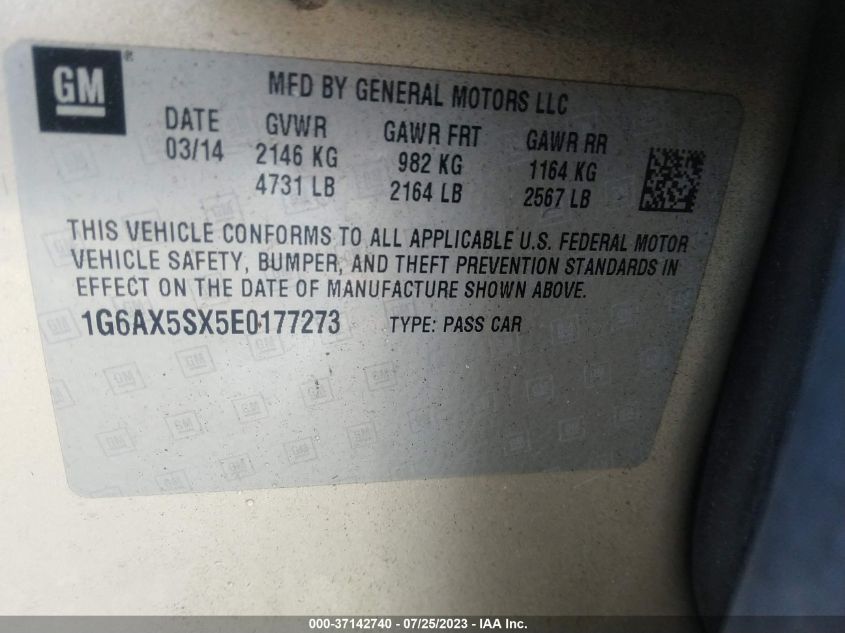 GM ® MFD BY GENERAL MOTORS LLC
DATE GVWR GAWR FRT GAWR RR
03/14 2146 KG 982 KG 1164 KG
4731 LB 2164 LB 2567 LB
THIS VEHICLE CONFORMS TO ALL APPLICABLE U.S. FEDERAL MOTOR
VEHICLE SAFETY, BUMPER, AND THEFT PREVENTION STANDARDS IN
EFFECT ON THE DATE OF MANUFACTURE SHOWN ABOVE.
1G6AX5SX5E0177273 TYPE: PASS CAR
000-37142740 - 07/25/2023 - IAA Inc.